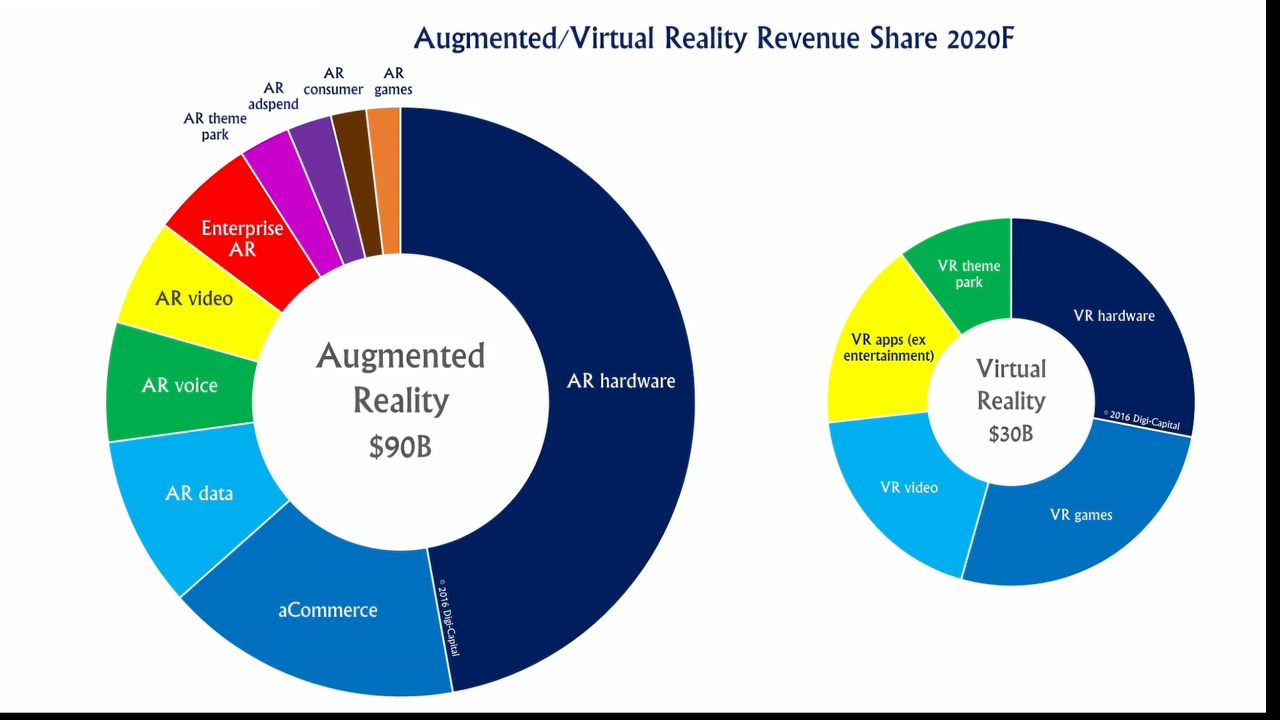 Augmented/Virtual Reality Revenue Share 2020F
AR
games
AR
consumer
AR
adspend
AR theme
park
Enterprise
AR
AR video
AR voice
AR data
aCommerce
AR hardware
Augmented
Reality
$90B
© 2016 Digi-Capital
VR theme
park
VR hardware
VR apps (ex
entertainment)
Virtual
Reality
$30B
© 2016 Digi-Capital
VR video
VR games